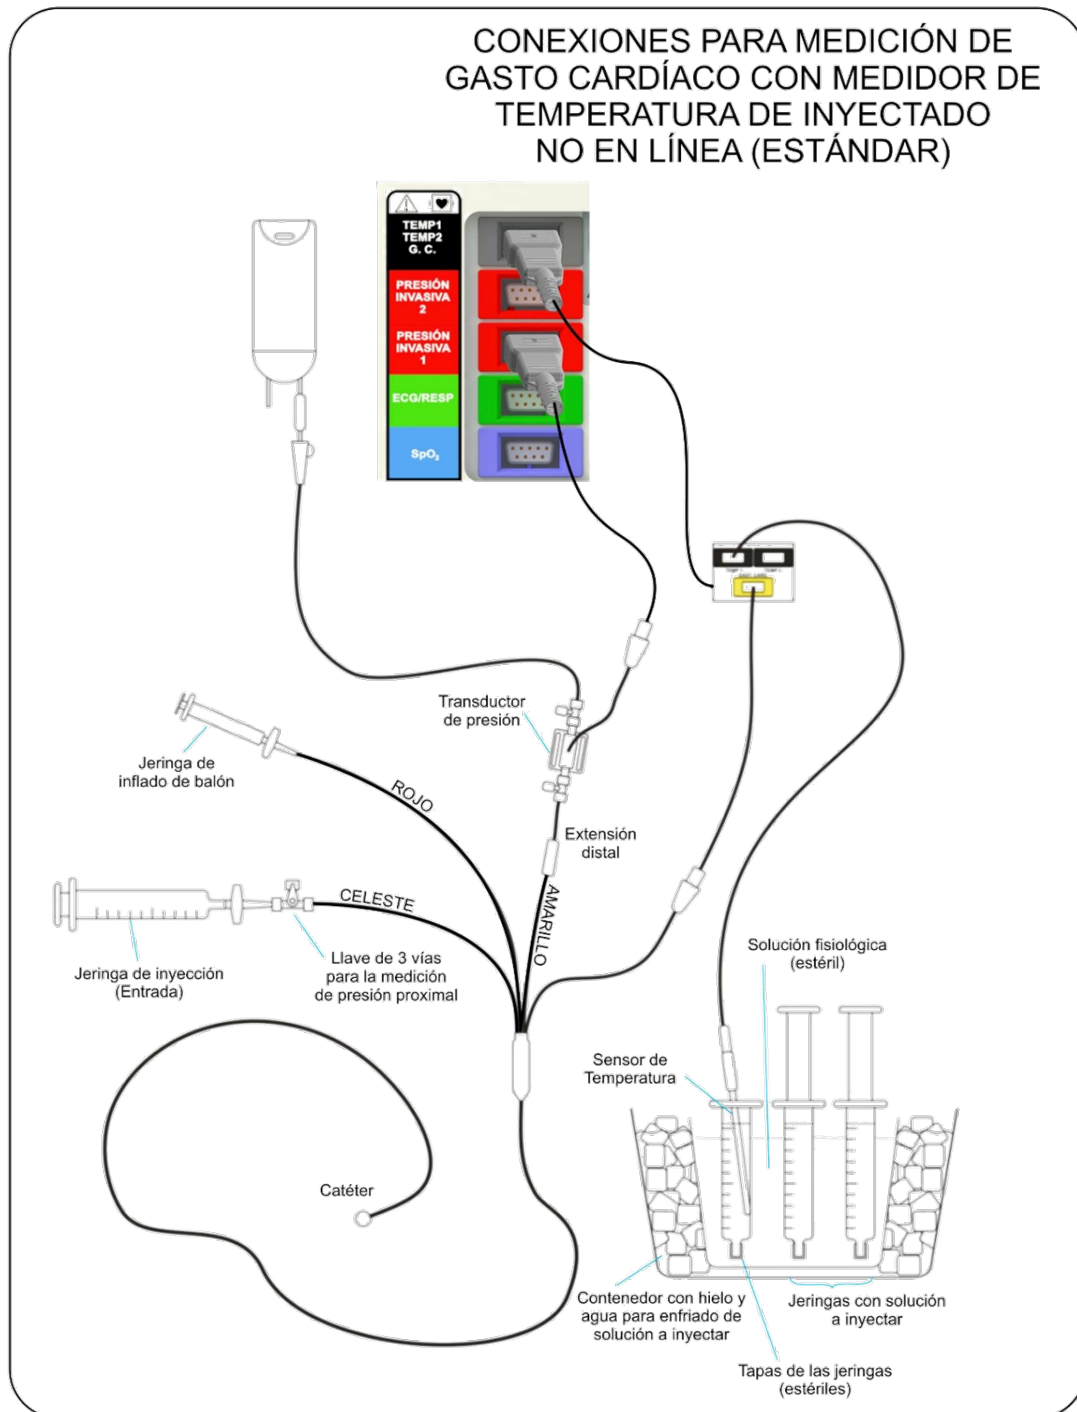 CONEXIONES PARA MEDICIÓN DE
GASTO CARDÍACO CON MEDIDOR DE
TEMPERATURA DE INYECTADO
NO EN LÍNEA (ESTÁNDAR)
TEMP1
TEMP2
G. C.
PRESIÓN
INVASIVA
2
PRESIÓN
INVASIVA
1
ECG/RESP
SpO₂
Transductor
de presión
Jeringa de
inflado de balón
ROJO
Extensión
distal
CELESTE
AMARILLO
Jeringa de inyección
(Entrada)
Llave de 3 vías
para la medición
de presión proximal
Solución fisiológica
(estéril)
Sensor de
Temperatura
Catéter
Contenedor con hielo y
agua para enfriado de
solución a inyectar
Jeringas con solución
a inyectar
Tapas de las jeringas
(estériles)